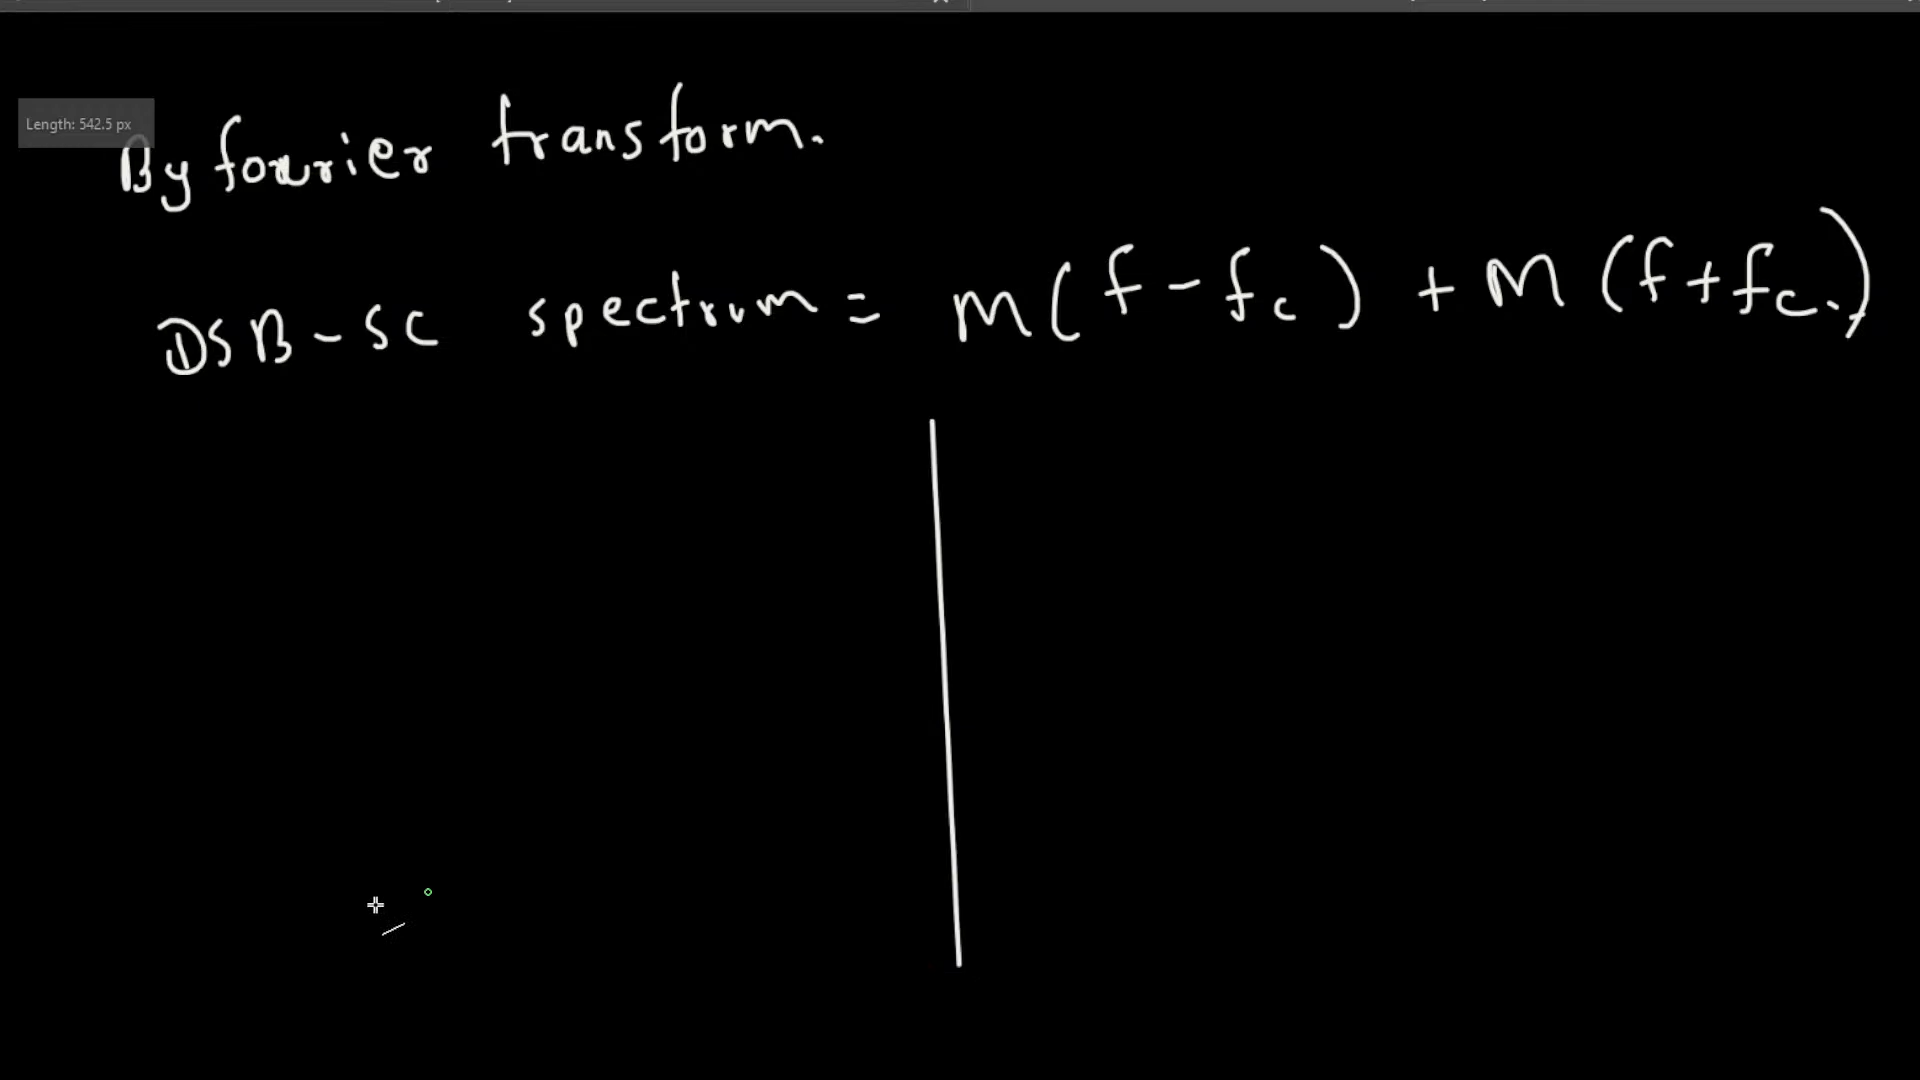 Length: 542.5 px
By fourier transform.
DSB-SC spectrum = m(f-fc) + M(f+fc.)